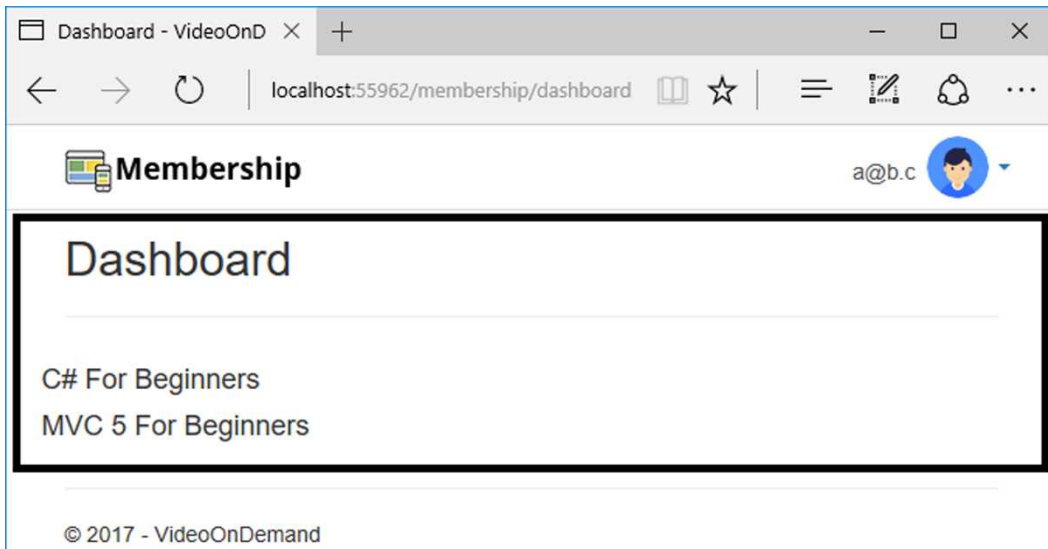 Dashboard - VideoOnD
localhost:55962/membership/dashboard
Membership
a@b.c
Dashboard
C# For Beginners
MVC 5 For Beginners
© 2017 - VideoOnDemand